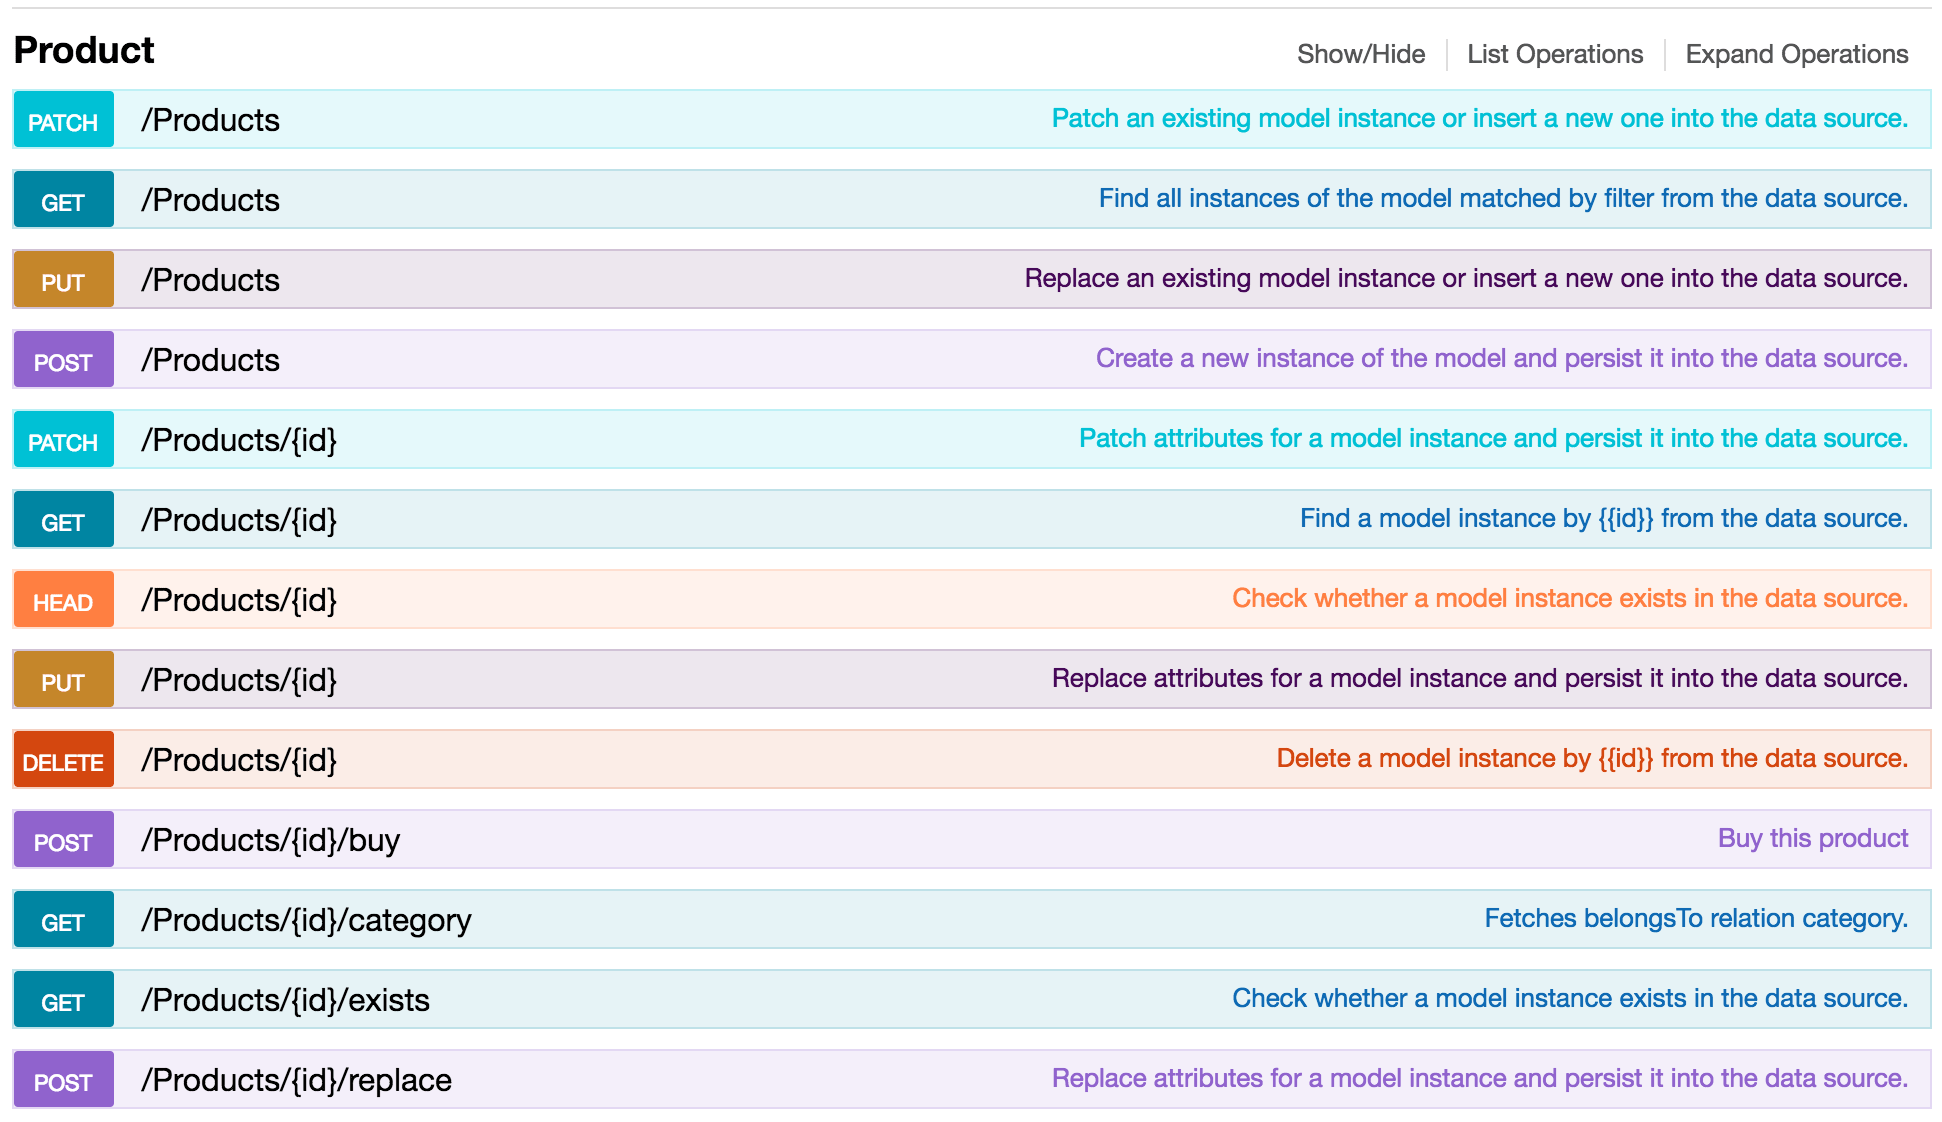 Product Show/Hide List Operations Expand Operations
PATCH /Products Patch an existing model instance or insert a new one into the data source.
GET /Products Find all instances of the model matched by filter from the data source.
PUT /Products Replace an existing model instance or insert a new one into the data source.
POST /Products Create a new instance of the model and persist it into the data source.
PATCH /Products/{id} Patch attributes for a model instance and persist it into the data source.
GET /Products/{id} Find a model instance by {{id}} from the data source.
HEAD /Products/{id} Check whether a model instance exists in the data source.
PUT /Products/{id} Replace attributes for a model instance and persist it into the data source.
DELETE /Products/{id} Delete a model instance by {{id}} from the data source.
POST /Products/{id}/buy Buy this product
GET /Products/{id}/category Fetches belongsTo relation category.
GET /Products/{id}/exists Check whether a model instance exists in the data source.
POST /Products/{id}/replace Replace attributes for a model instance and persist it into the data source.